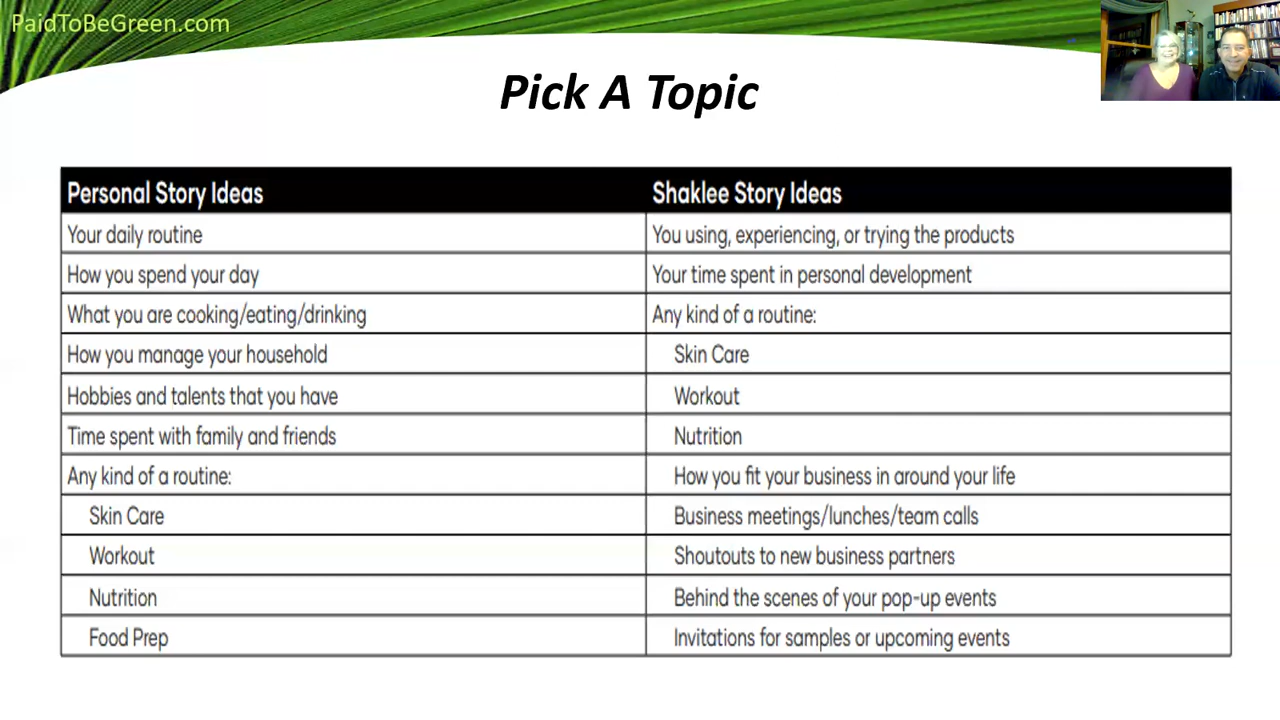 PaidToBeGreen.com
Pick A Topic
Personal Story Ideas
Shaklee Story Ideas
Your daily routine
You using, experiencing, or trying the products
How you spend your day
Your time spent in personal development
What you are cooking/eating/drinking
Any kind of a routine:
How you manage your household
Skin Care
Hobbies and talents that you have
Workout
Time spent with family and friends
Nutrition
Any kind of a routine:
How you fit your business in around your life
Skin Care
Business meetings/lunches/team calls
Workout
Shoutouts to new business partners
Nutrition
Behind the scenes of your pop-up events
Food Prep
Invitations for samples or upcoming events